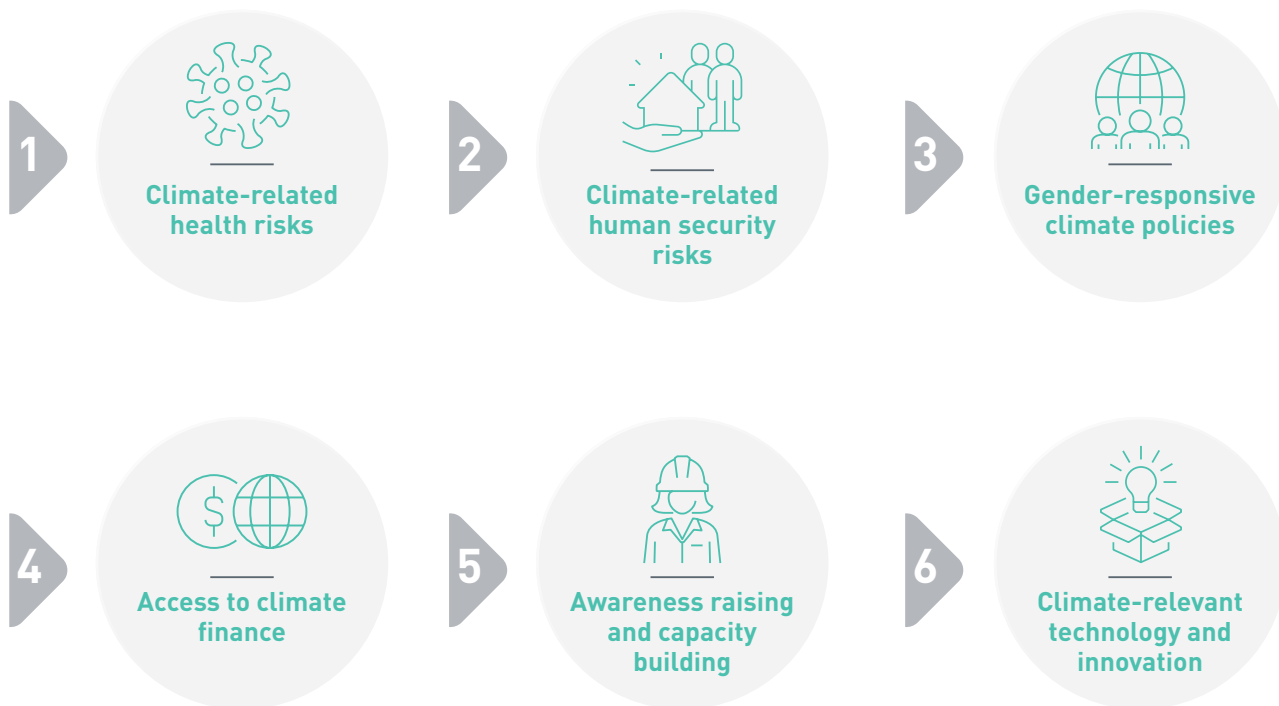 1
Climate-related
health risks
2
Climate-related
human security
risks
3
Gender-responsive
climate policies
4
$
Access to climate
finance
5
Awareness raising
and capacity
building
6
Climate-relevant
technology and
innovation